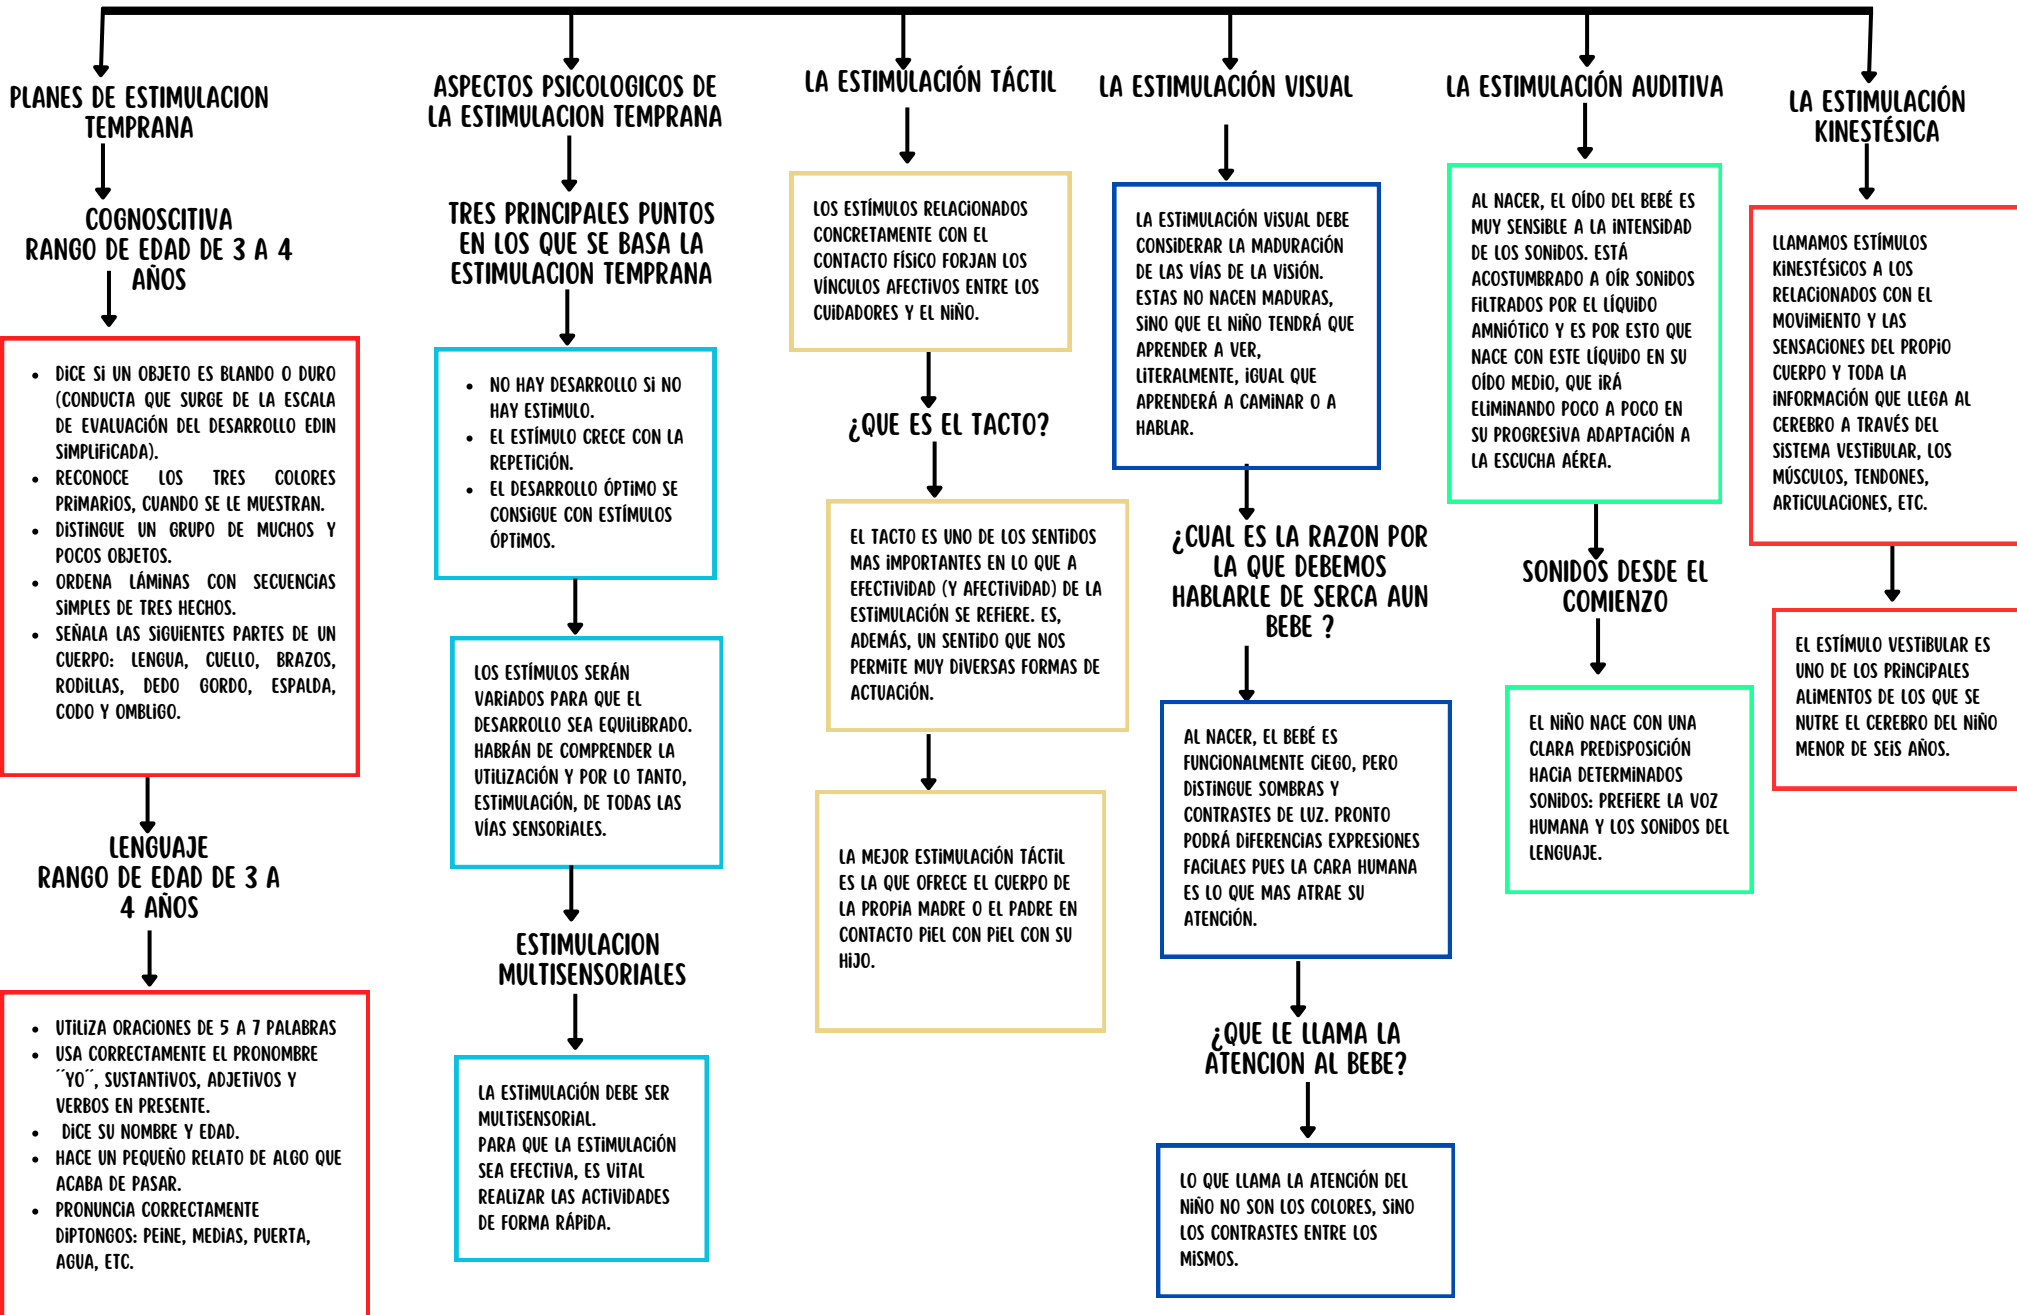 PLANES DE ESTIMULACION
TEMPRANA
COGNOSCITIVA
RANGO DE EDAD DE 3 A 4
AÑOS
• DICE SI UN OBJETO ES BLANDO O DURO
(CONDUCTA QUE SURGE DE LA ESCALA
DE EVALUACIÓN DEL DESARROLLO EDIN
SIMPLIFICADA).
• RECONOCE LOS TRES COLORES
PRIMARIOS, CUANDO SE LE MUESTRAN.
• DISTINGUE UN GRUPO DE MUCHOS Y
POCOS OBJETOS.
• ORDENA LÁMINAS CON SECUENCIAS
SIMPLES DE TRES HECHOS.
• SEÑALA LAS SIGUIENTES PARTES DE UN
CUERPO: LENGUA, CUELLO, BRAZOS,
RODILLAS, DEDO GORDO, ESPALDA,
CODO Y OMBLIGO.
LENGUAJE
RANGO DE EDAD DE 3 A
4 AÑOS
• UTILIZA ORACIONES DE 5 A 7 PALABRAS
• USA CORRECTAMENTE EL PRONOMBRE
´´YO´´, SUSTANTIVOS, ADJETIVOS Y
VERBOS EN PRESENTE.
• DICE SU NOMBRE Y EDAD.
• HACE UN PEQUEÑO RELATO DE ALGO QUE
ACABA DE PASAR.
• PRONUNCIA CORRECTAMENTE
DIPTONGOS: PEINE, MEDIAS, PUERTA,
AGUA, ETC.
ASPECTOS PSICOLOGICOS DE
LA ESTIMULACION TEMPRANA
TRES PRINCIPALES PUNTOS
EN LOS QUE SE BASA LA
ESTIMULACION TEMPRANA
• NO HAY DESARROLLO SI NO
HAY ESTIMULO.
• EL ESTÍMULO CRECE CON LA
REPETICIÓN.
• EL DESARROLLO ÓPTIMO SE
CONSIGUE CON ESTÍMULOS
ÓPTIMOS.
LOS ESTÍMULOS SERÁN
VARIADOS PARA QUE EL
DESARROLLO SEA EQUILIBRADO.
HABRÁN DE COMPRENDER LA
UTILIZACIÓN Y POR LO TANTO,
ESTIMULACIÓN, DE TODAS LAS
VÍAS SENSORIALES.
ESTIMULACION
MULTISENSORIALES
LA ESTIMULACIÓN DEBE SER
MULTISENSORIAL.
PARA QUE LA ESTIMULACIÓN
SEA EFECTIVA, ES VITAL
REALIZAR LAS ACTIVIDADES
DE FORMA RÁPIDA.
LA ESTIMULACIÓN TÁCTIL
LOS ESTÍMULOS RELACIONADOS
CONCRETAMENTE CON EL
CONTACTO FÍSICO FORJAN LOS
VÍNCULOS AFECTIVOS ENTRE LOS
CUIDADORES Y EL NIÑO.
¿QUE ES EL TACTO?
EL TACTO ES UNO DE LOS SENTIDOS
MAS IMPORTANTES EN LO QUE A
EFECTIVIDAD (Y AFECTIVIDAD) DE LA
ESTIMULACIÓN SE REFIERE. ES,
ADEMÁS, UN SENTIDO QUE NOS
PERMITE MUY DIVERSAS FORMAS DE
ACTUACIÓN.
LA MEJOR ESTIMULACIÓN TÁCTIL
ES LA QUE OFRECE EL CUERPO DE
LA PROPIA MADRE O EL PADRE EN
CONTACTO PIEL CON PIEL CON SU
HIJO.
LA ESTIMULACIÓN VISUAL
LA ESTIMULACIÓN VISUAL DEBE
CONSIDERAR LA MADURACIÓN
DE LAS VÍAS DE LA VISIÓN.
ESTAS NO NACEN MADURAS,
SINO QUE EL NIÑO TENDRÁ QUE
APRENDER A VER,
LITERALMENTE, IGUAL QUE
APRENDERÁ A CAMINAR O A
HABLAR.
¿CUAL ES LA RAZON POR
LA QUE DEBEMOS
HABLARLE DE SERCA AUN
BEBE ?
AL NACER, EL BEBÉ ES
FUNCIONALMENTE CIEGO, PERO
DISTINGUE SOMBRAS Y
CONTRASTES DE LUZ. PRONTO
PODRÁ DIFERENCIAS EXPRESIONES
FACILAES PUES LA CARA HUMANA
ES LO QUE MAS ATRAE SU
ATENCIÓN.
¿QUE LE LLAMA LA
ATENCION AL BEBE?
LO QUE LLAMA LA ATENCIÓN DEL
NIÑO NO SON LOS COLORES, SINO
LOS CONTRASTES ENTRE LOS
MISMOS.
LA ESTIMULACIÓN AUDITIVA
AL NACER, EL OÍDO DEL BEBÉ ES
MUY SENSIBLE A LA INTENSIDAD
DE LOS SONIDOS. ESTÁ
ACOSTUMBRADO A OÍR SONIDOS
FILTRADOS POR EL LÍQUIDO
AMNIÓTICO Y ES POR ESTO QUE
NACE CON ESTE LÍQUIDO EN SU
OÍDO MEDIO, QUE IRÁ
ELIMINANDO POCO A POCO EN
SU PROGRESIVA ADAPTACIÓN A
LA ESCUCHA AÉREA.
SONIDOS DESDE EL
COMIENZO
EL NIÑO NACE CON UNA
CLARA PREDISPOSICIÓN
HACIA DETERMINADOS
SONIDOS: PREFIERE LA VOZ
HUMANA Y LOS SONIDOS DEL
LENGUAJE.
LA ESTIMULACIÓN
KINESTÉSICA
LLAMAMOS ESTÍMULOS
KINESTÉSICOS A LOS
RELACIONADOS CON EL
MOVIMIENTO Y LAS
SENSACIONES DEL PROPIO
CUERPO Y TODA LA
INFORMACIÓN QUE LLEGA AL
CEREBRO A TRAVÉS DEL
SISTEMA VESTIBULAR, LOS
MÚSCULOS, TENDONES,
ARTICULACIONES, ETC.
EL ESTÍMULO VESTIBULAR ES
UNO DE LOS PRINCIPALES
ALIMENTOS DE LOS QUE SE
NUTRE EL CEREBRO DEL NIÑO
MENOR DE SEIS AÑOS.